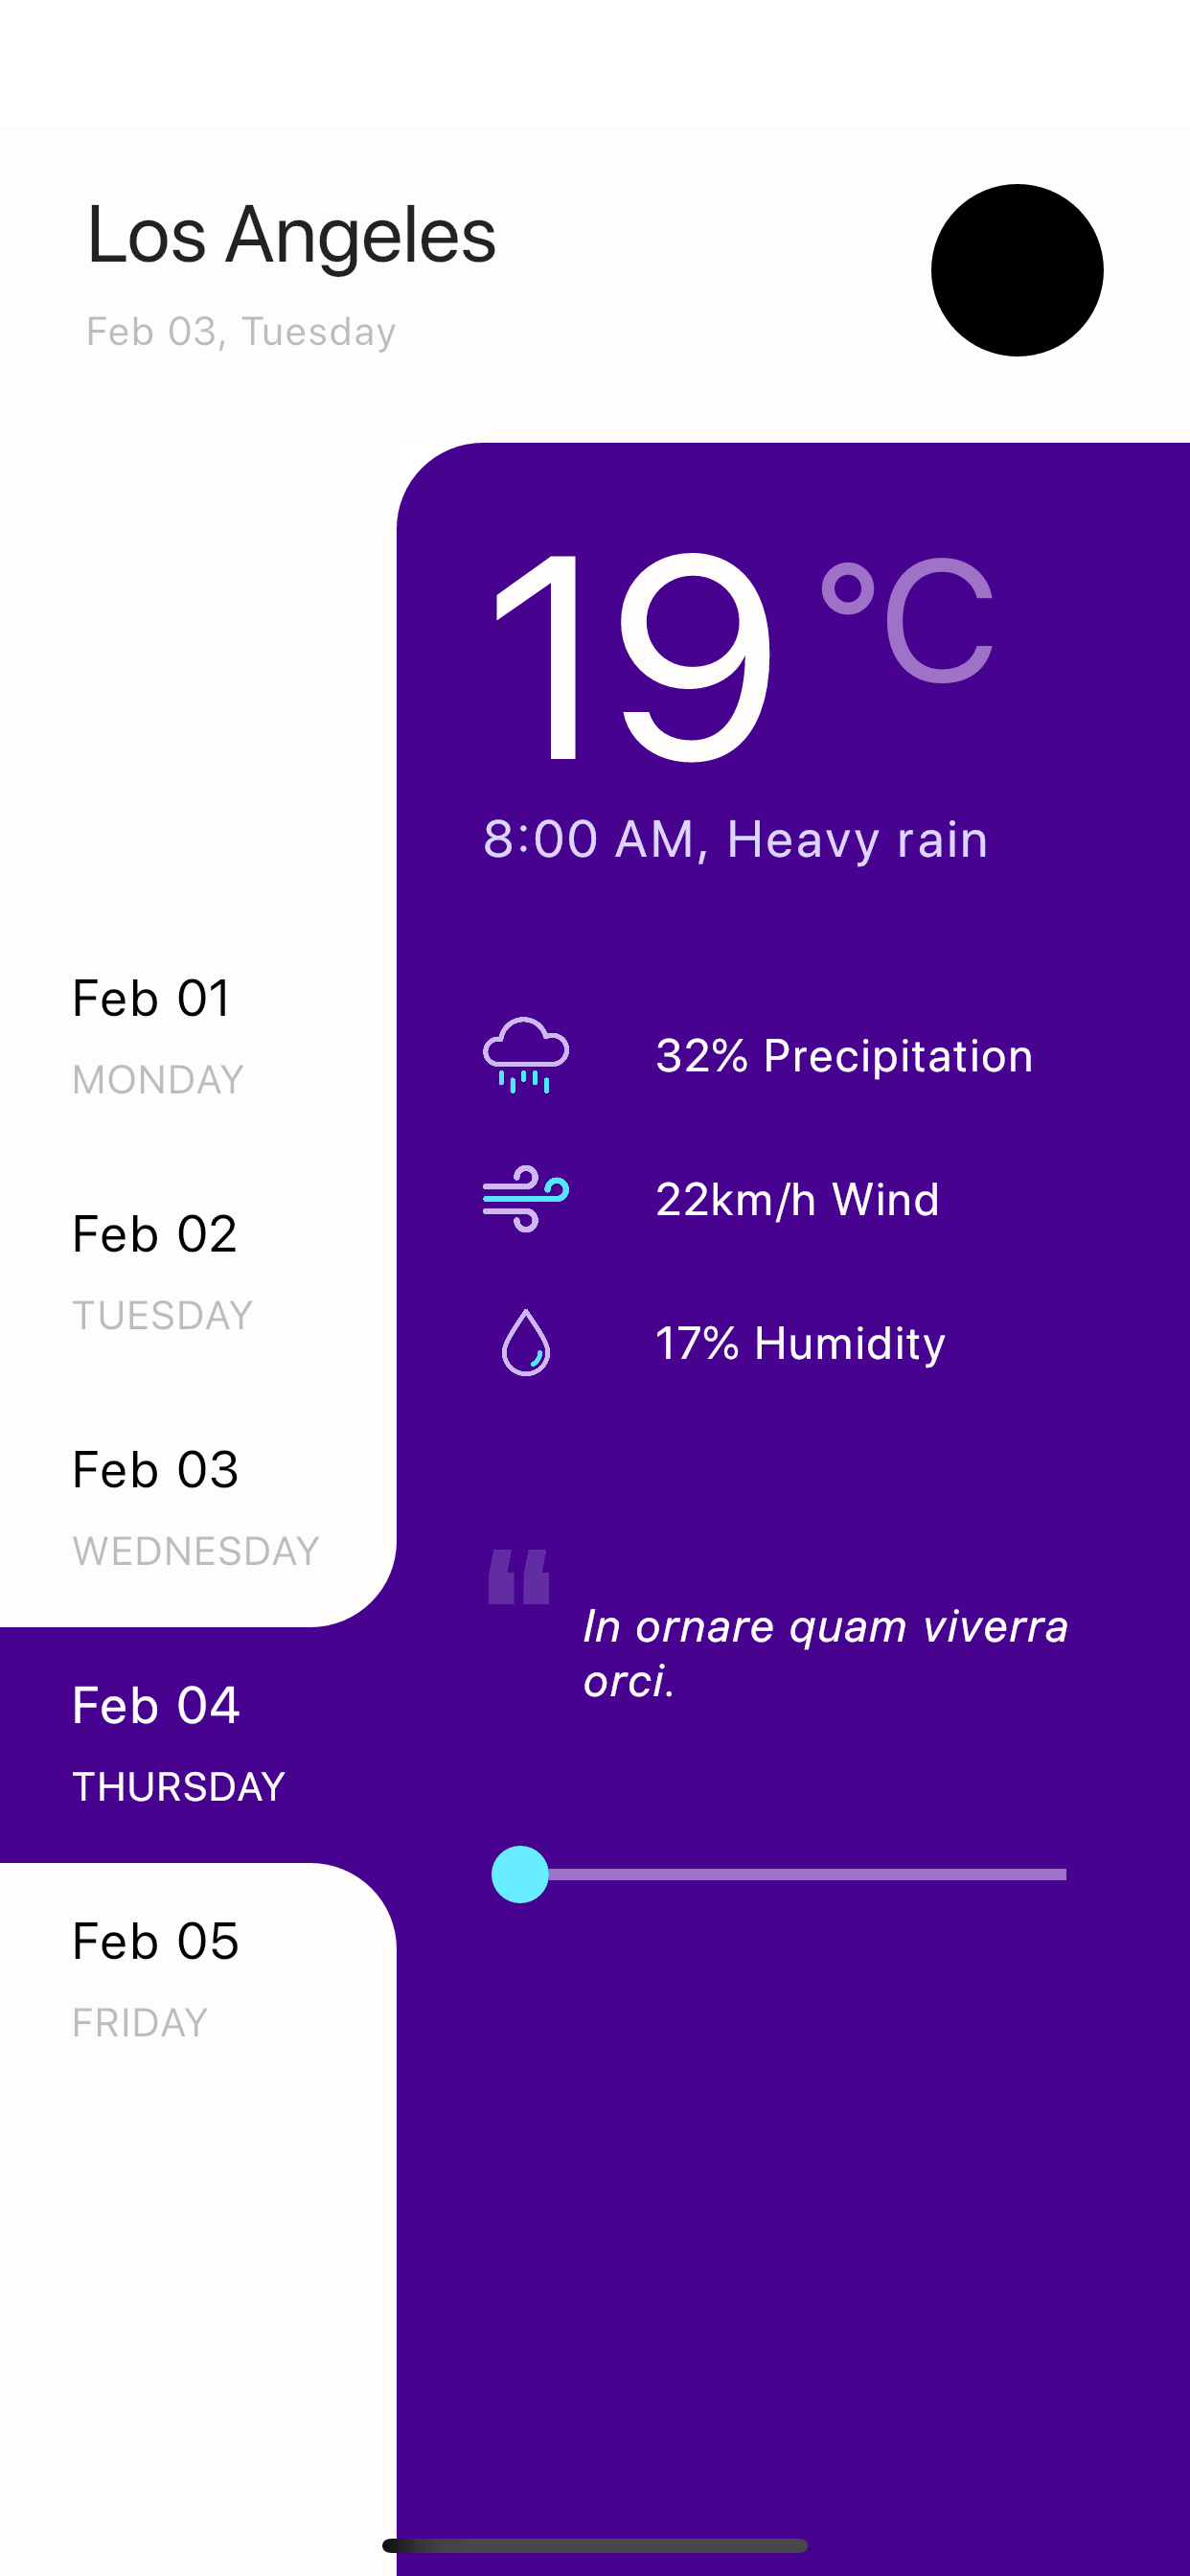 Los Angeles
Feb 03, Tuesday
19 °C
8:00 AM, Heavy rain
32% Precipitation
22km/h Wind
17% Humidity
❝
In ornare quam viverra
orci.
Feb 01
MONDAY
Feb 02
TUESDAY
Feb 03
WEDNESDAY
Feb 04
THURSDAY
Feb 05
FRIDAY